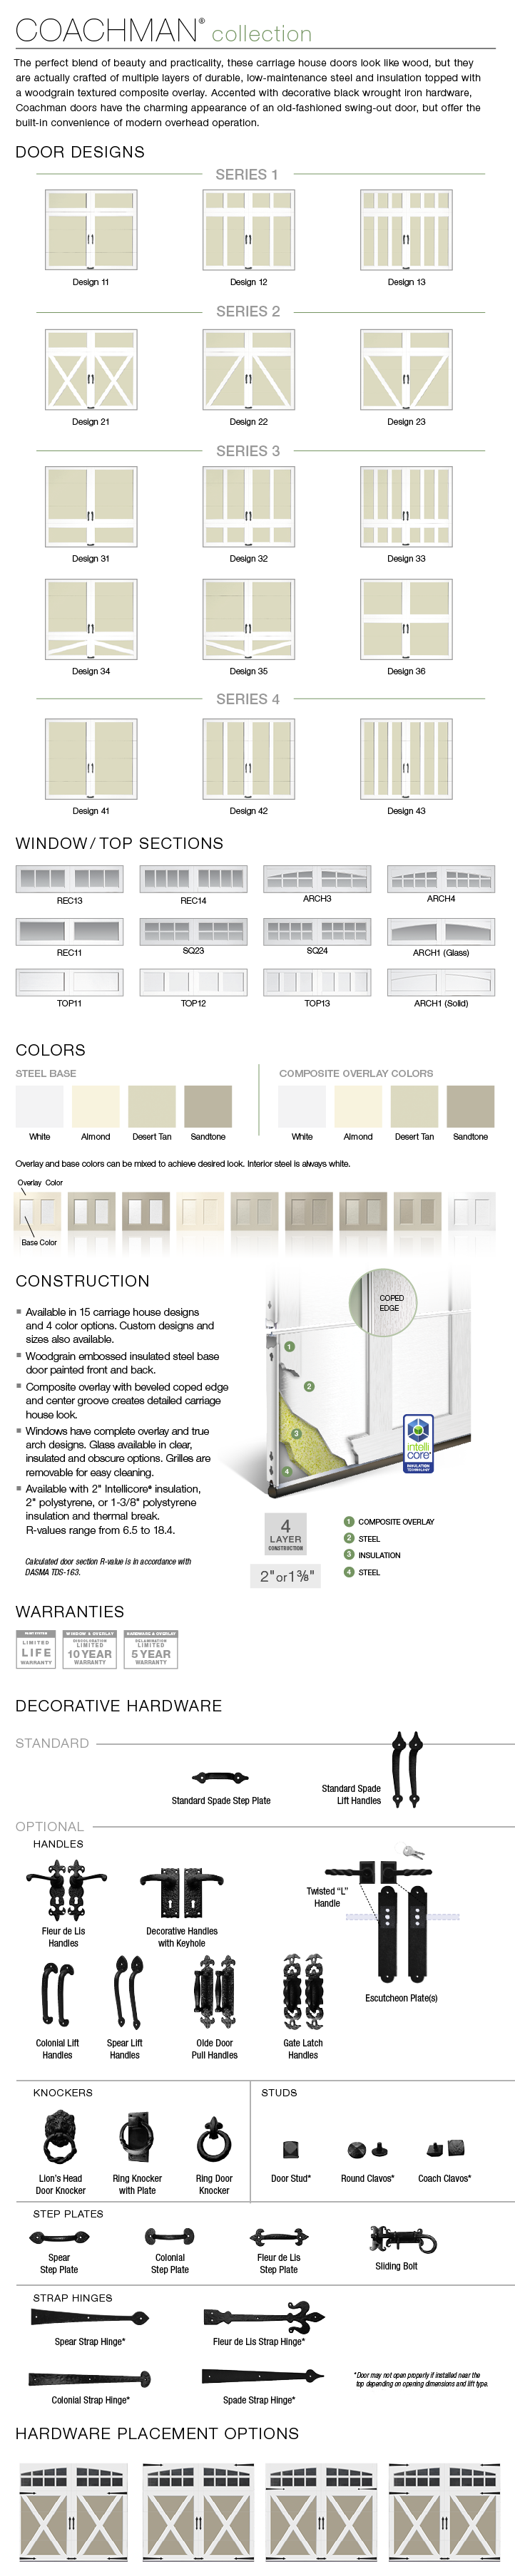 COACHMAN® collection
The perfect blend of beauty and practicality, these carriage house doors look like wood, but they
are actually crafted of multiple layers of durable, low-maintenance steel and insulation topped with
a woodgrain textured composite overlay. Accented with decorative black wrought iron hardware,
Coachman doors have the charming appearance of an old-fashioned swing-out door, but offer the
built-in convenience of modern overhead operation.
DOOR DESIGNS
SERIES 1
Design 11
Design 12
Design 13
SERIES 2
Design 21
Design 22
Design 23
SERIES 3
Design 31
Design 32
Design 33
Design 34
Design 35
Design 36
SERIES 4
Design 41
Design 42
Design 43
WINDOW / TOP SECTIONS
REC13
REC14
ARCH3
ARCH4
REC11
SQ23
SQ24
ARCH1 (Glass)
TOP11
TOP12
TOP13
ARCH1 (Solid)
COLORS
STEEL BASE
White
Almond
Desert Tan
Sandtone
COMPOSITE OVERLAY COLORS
White
Almond
Desert Tan
Sandtone
Overlay and base colors can be mixed to achieve desired look. Interior steel is always white.
Overlay Color
Base Color
CONSTRUCTION
Available in 15 carriage house designs
and 4 color options. Custom designs and
sizes also available.
Woodgrain embossed insulated steel base
door painted front and back.
Composite overlay with beveled coped edge
and center groove creates detailed carriage
house look.
Windows have complete overlay and true
arch designs. Glass available in clear,
insulated and obscure options. Grilles are
removable for easy cleaning.
Available with 2" Intellicore® insulation,
2" polystyrene, or 1-3/8" polystyrene
insulation and thermal break.
R-values range from 6.5 to 18.4.
Calculated door section R-value is in accordance with
DASMA TDS-163.
COPED
EDGE
1
2
3
4
intelli
core
INSULATION
TECHNOLOGY
4
LAYER
CONSTRUCTION
2" or 1⅜"
1 COMPOSITE OVERLAY
2 STEEL
3 INSULATION
4 STEEL
WARRANTIES
LIMITED
LIFE
WARRANTY
WINDOW & OVERLAY
DISCOLORATION
LIMITED
10 YEAR
WARRANTY
HARDWARE & OVERLAY
DELAMINATION
LIMITED
5 YEAR
WARRANTY
DECORATIVE HARDWARE
STANDARD
Standard Spade Step Plate
Standard Spade
Lift Handles
OPTIONAL
HANDLES
Fleur de Lis
Handles
Decorative Handles
with Keyhole
Twisted “L”
Handle
Escutcheon Plate(s)
Colonial Lift
Handles
Spear Lift
Handles
Olde Door
Pull Handles
Gate Latch
Handles
KNOCKERS
Lion's Head
Door Knocker
Ring Knocker
with Plate
Ring Door
Knocker
STUDS
Door Stud*
Round Clavos*
Coach Clavos*
STEP PLATES
Spear
Step Plate
Colonial
Step Plate
Fleur de Lis
Step Plate
Sliding Bolt
STRAP HINGES
Spear Strap Hinge*
Fleur de Lis Strap Hinge*
Colonial Strap Hinge*
Spade Strap Hinge*
*Door may not open properly if installed near the
top depending on opening dimensions and lift type.
HARDWARE PLACEMENT OPTIONS